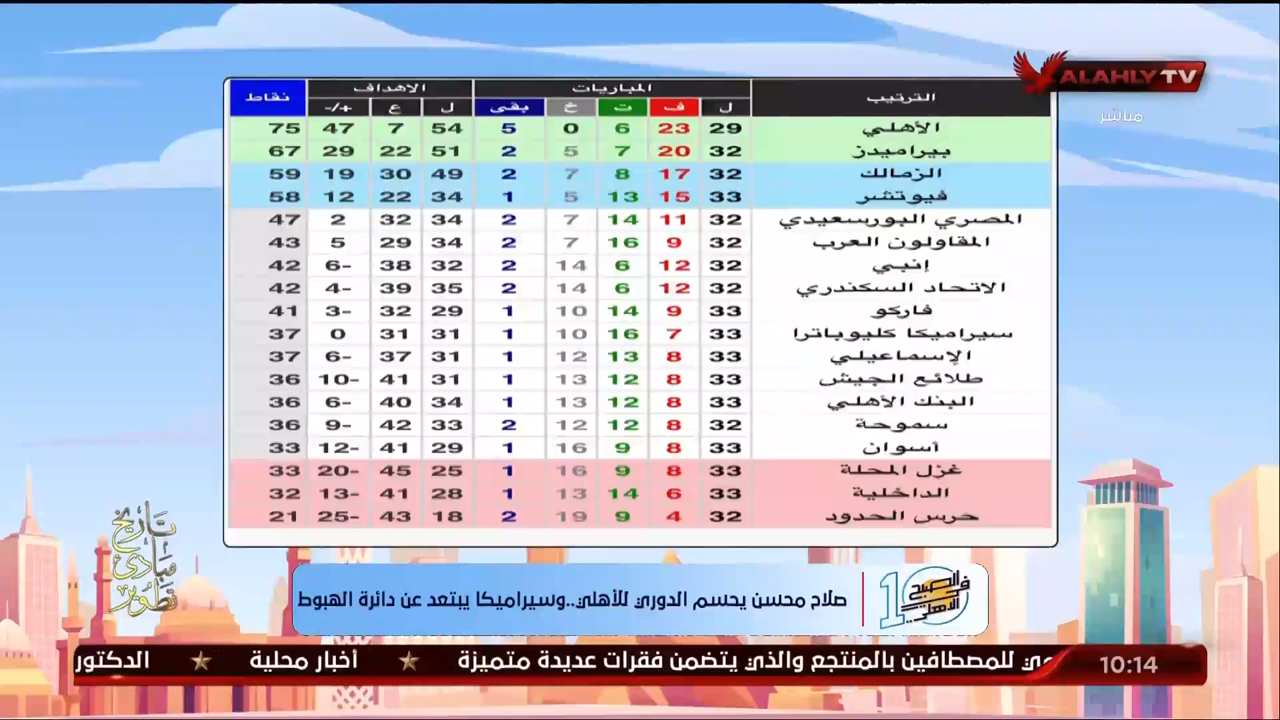 ALAHLY TV
مباشر
الترتيب المباريات الاهداف نقاط
ل ف ت خ بقى ل ع -/+
الأهلي 29 23 6 0 5 54 7 47 75
بيراميدز 32 20 7 5 2 51 22 29 67
الزمالك 32 17 8 7 2 49 30 19 59
فيوتشر 33 15 13 5 1 34 22 12 58
المصري البورسعيدي 32 11 14 7 2 34 32 2 47
المقاولون العرب 32 9 16 7 2 34 29 5 43
إنبي 32 12 6 14 2 32 38 6- 42
الاتحاد السكندري 32 12 6 14 2 35 39 4- 42
فاركو 33 9 14 10 1 29 32 3- 41
سيراميكا كليوباترا 33 7 16 10 1 31 31 0 37
الإسماعيلي 33 8 13 12 1 31 37 6- 37
طلائع الجيش 33 8 12 13 1 31 41 10- 36
البنك الأهلي 33 8 12 13 1 34 40 6- 36
سموحة 32 8 12 12 2 33 42 9- 36
أسوان 33 8 9 16 1 29 41 12- 33
غزل المحلة 33 8 9 16 1 25 45 20- 33
الداخلية 33 6 14 13 1 28 41 13- 32
حرس الحدود 32 4 9 19 2 18 43 25- 21
تاريخ
مبادئ
تطوير
10 الصبح في الأهلي
صلاح محسن يحسم الدوري للأهلي..وسيراميكا يبتعد عن دائرة الهبوط
10:14
للمصطافين بالمنتجع والذي يتضمن فقرات عديدة متميزة ★ أخبار محلية ★ الدكتور